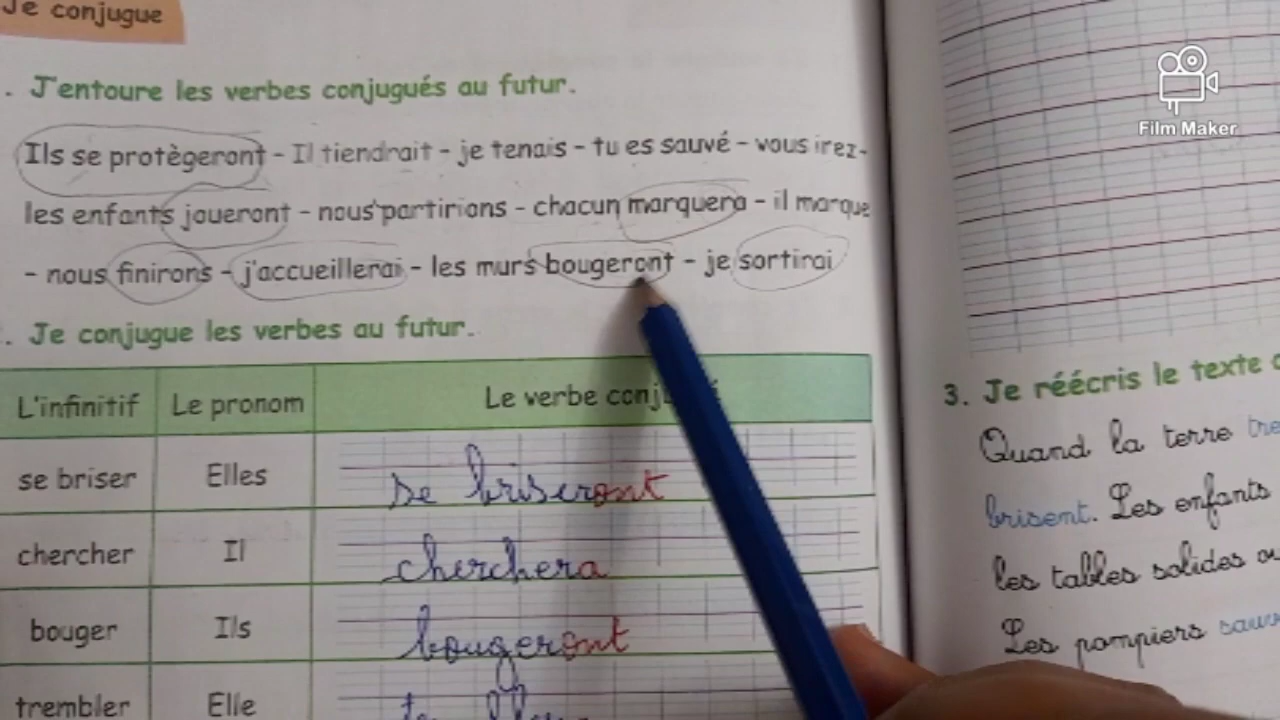 Je conjugue
. J'entoure les verbes conjugués au futur.
Ils se protègeront - Il tiendrait - je tenais - tu es sauvé - vous irez-
les enfants joueront - nous partirions - chacun marquera - il marque
- nous finirons - j'accueillerai - les murs bougeront - je sortirai
. Je conjugue les verbes au futur.
L'infinitif Le pronom Le verbe
se briser Elles se briseront
chercher Il cherchera
bouger Ils bougeront
trembler Elle
Film Maker
3. Je réécris le texte
Quand la terre
brisent. Les enfants
les tables solides
Les pompiers